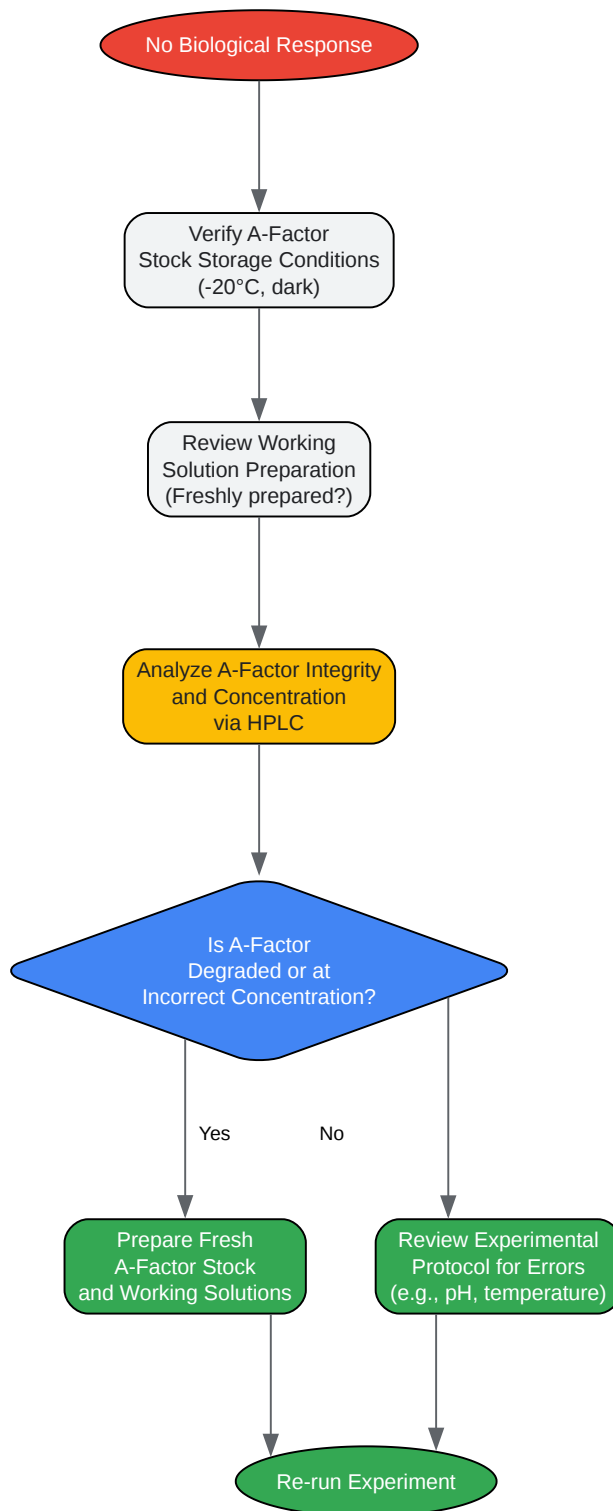 No Biological Response
Verify A-Factor
Stock Storage Conditions
(-20°C, dark)
Review Working
Solution Preparation
(Freshly prepared?)
Analyze A-Factor Integrity
and Concentration
via HPLC
Is A-Factor
Degraded or at
Incorrect Concentration?
Yes
No
Prepare Fresh
A-Factor Stock
and Working Solutions
Review Experimental
Protocol for Errors
(e.g., pH, temperature)
Re-run Experiment